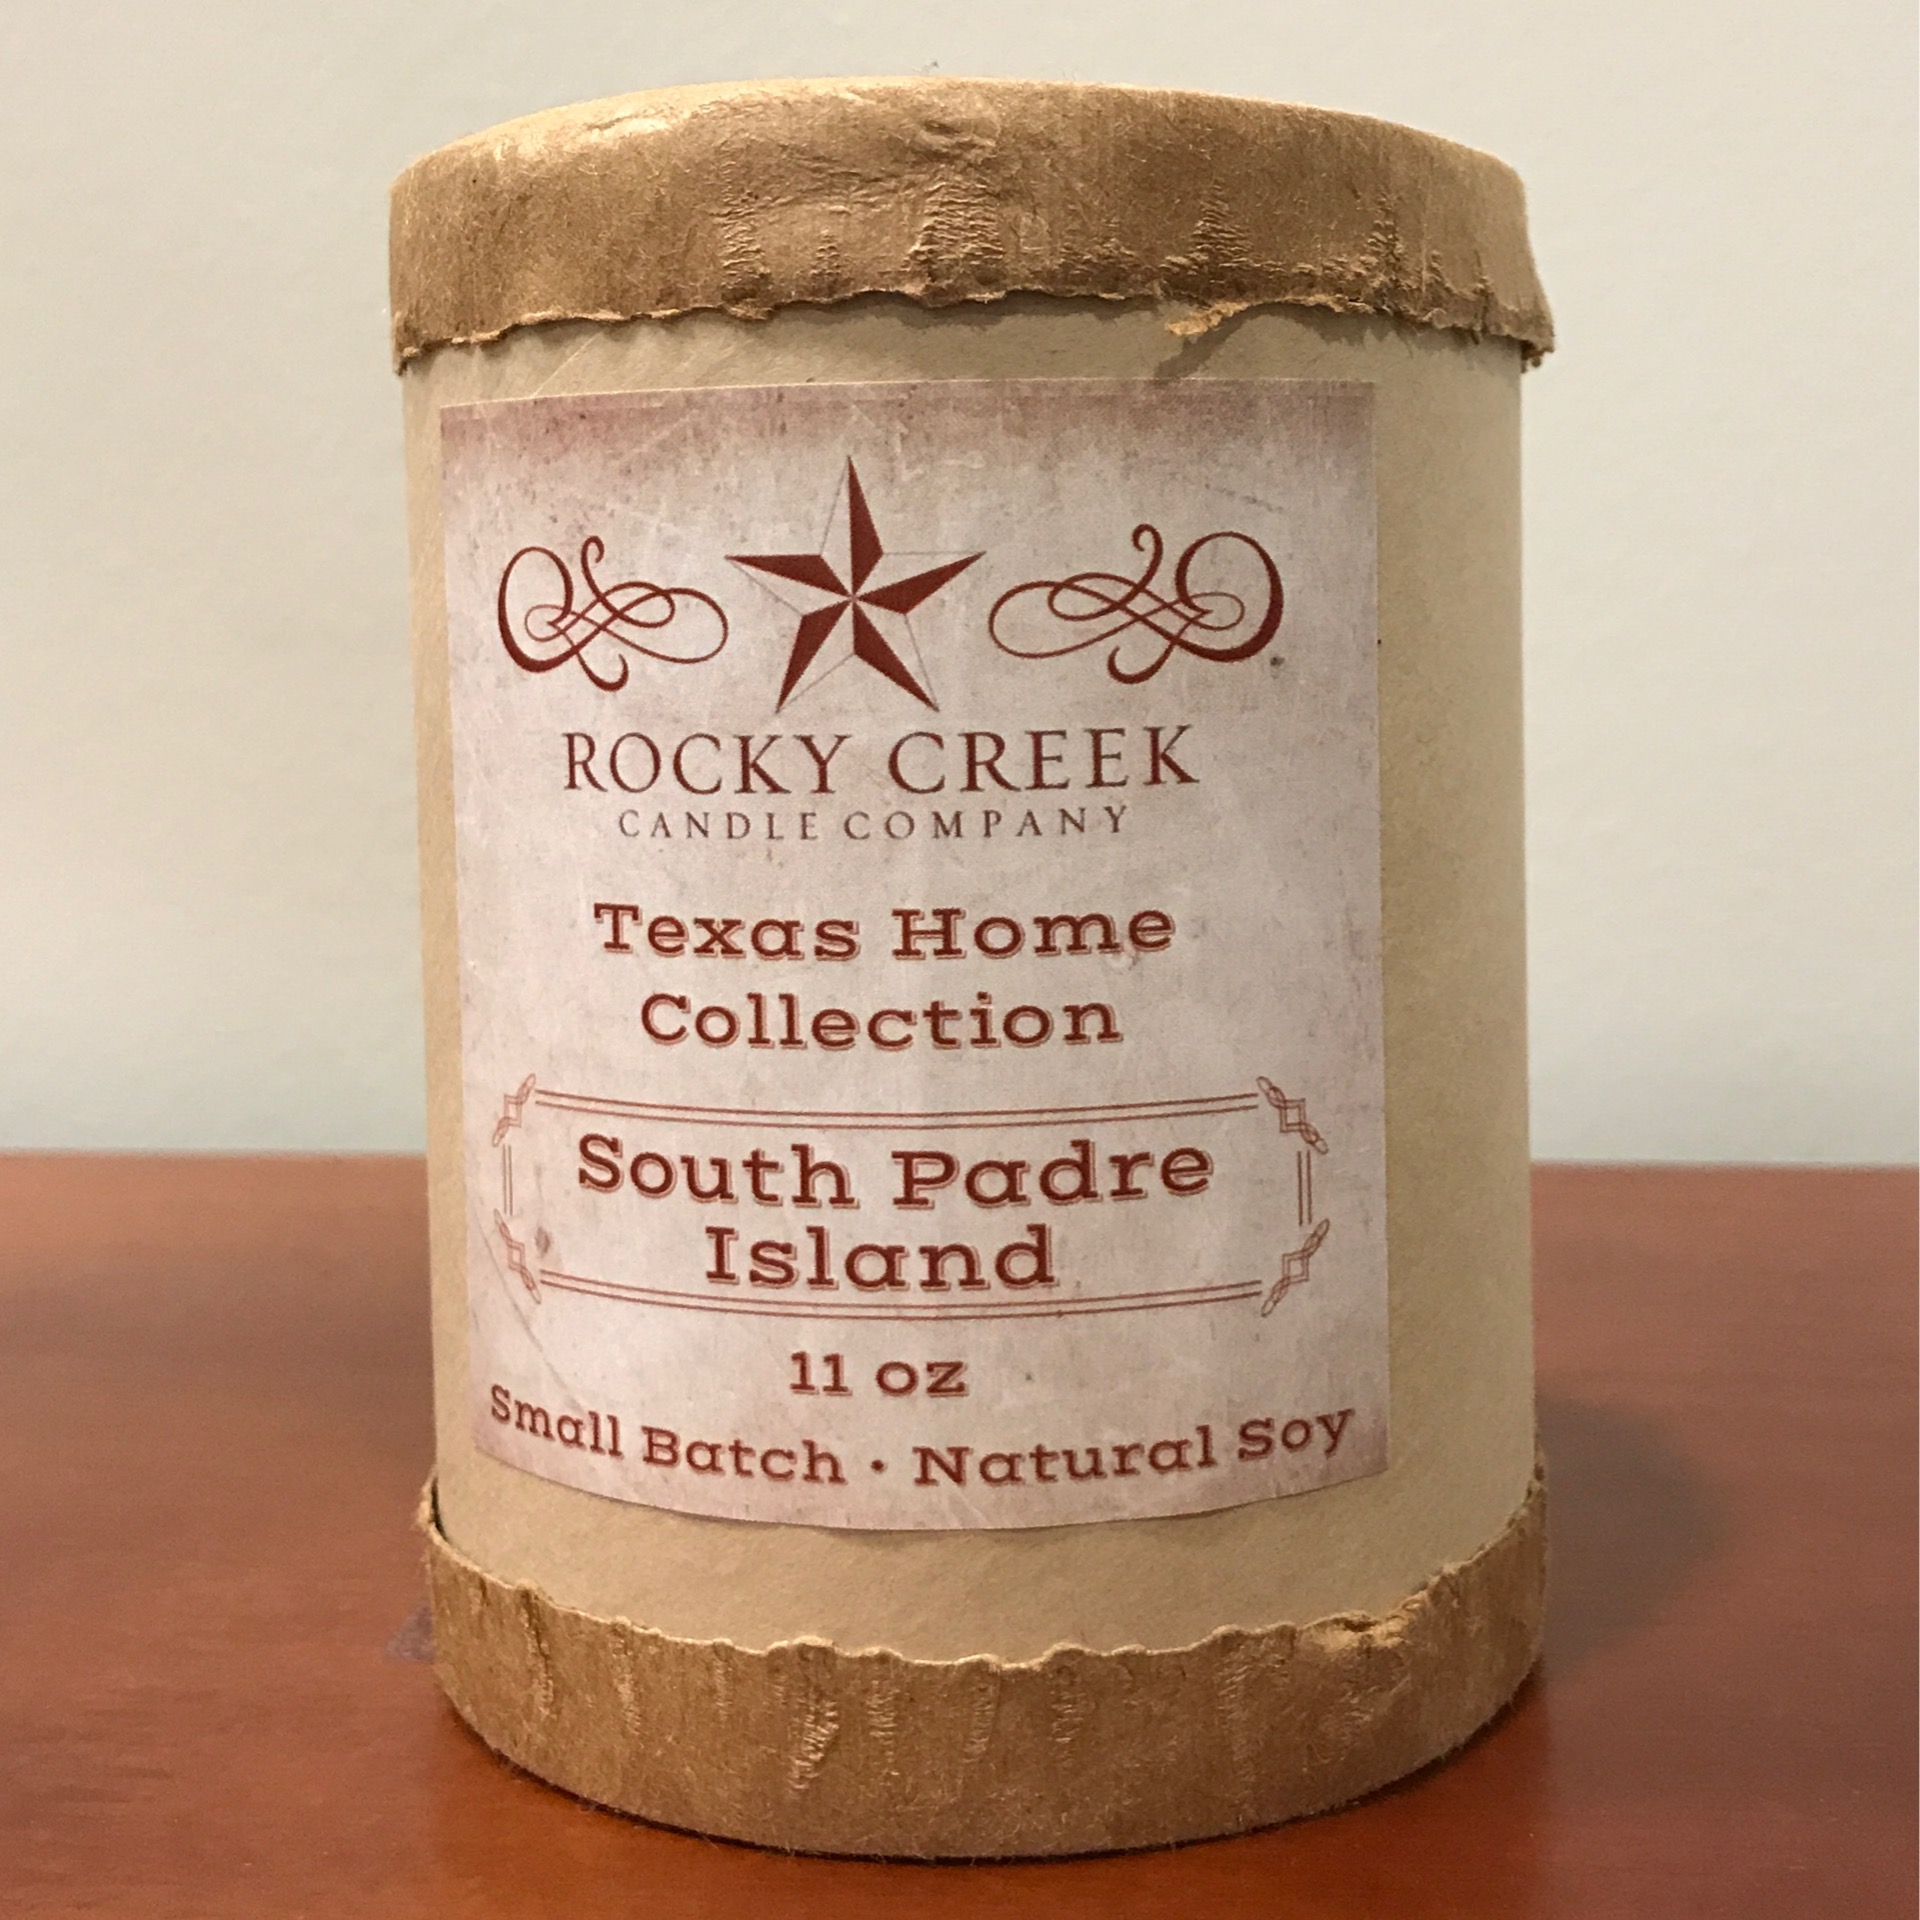 ROCKY CREEK
CANDLE COMPANY
Texas Home
Collection
South Padre
Island
11 oz
Small Batch • Natural Soy